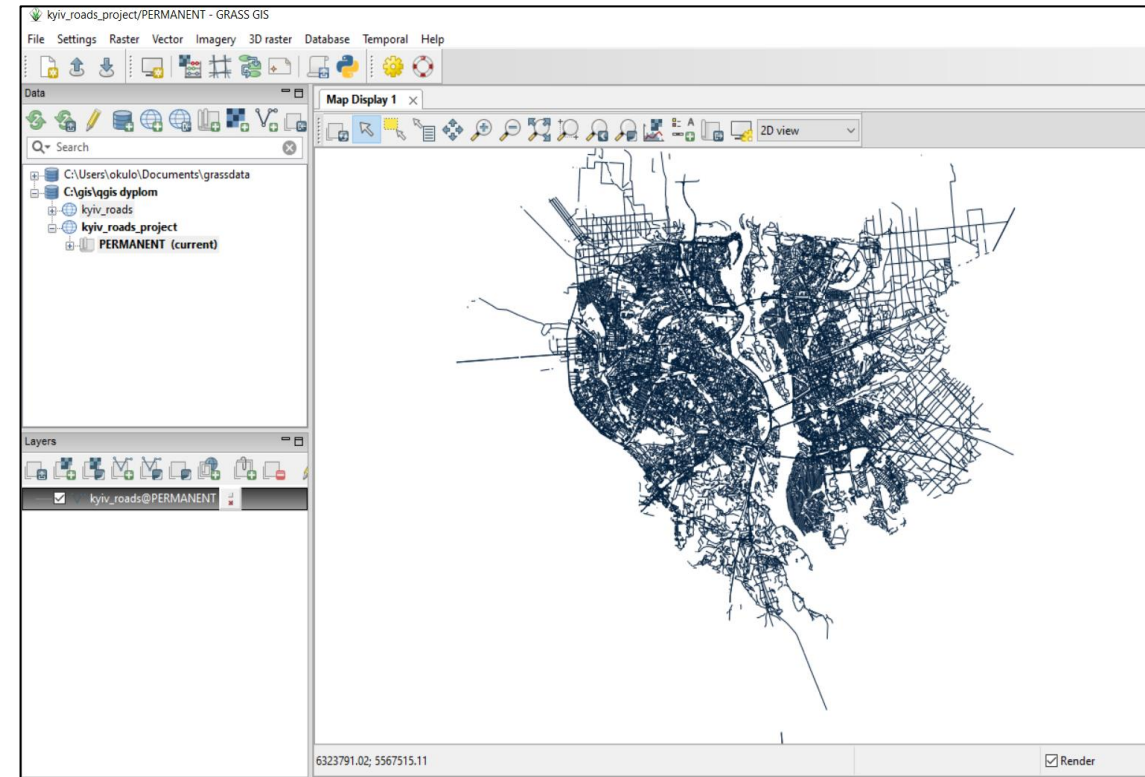 kyiv_roads_project/PERMANENT - GRASS GIS
File Settings Raster Vector Imagery 3D raster Database Temporal Help
Data
Search
C:\Users\okulo\Documents\grassdata
C:\gis\qgis dyplom
kyiv_roads
kyiv_roads_project
PERMANENT (current)
Layers
kyiv_roads@PERMANENT
Map Display 1
2D view
6323791.02; 5567515.11
Render